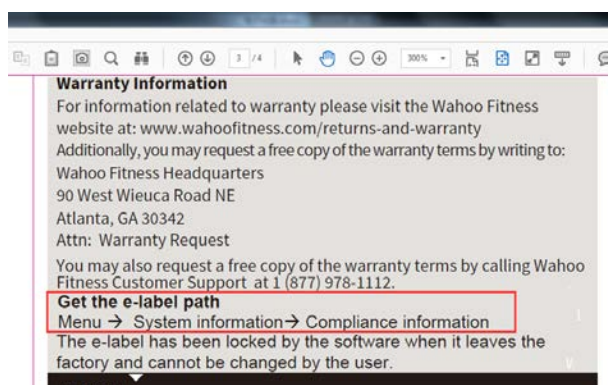 3 / 4
300%
Warranty Information
For information related to warranty please visit the Wahoo Fitness
website at: www.wahoofitness.com/returns-and-warranty
Additionally, you may request a free copy of the warranty terms by writing to:
Wahoo Fitness Headquarters
90 West Wieuca Road NE
Atlanta, GA 30342
Attn: Warranty Request
You may also request a free copy of the warranty terms by calling Wahoo
Fitness Customer Support at 1 (877) 978-1112.
Get the e-label path
Menu → System information→ Compliance information
The e-label has been locked by the software when it leaves the
factory and cannot be changed by the user.